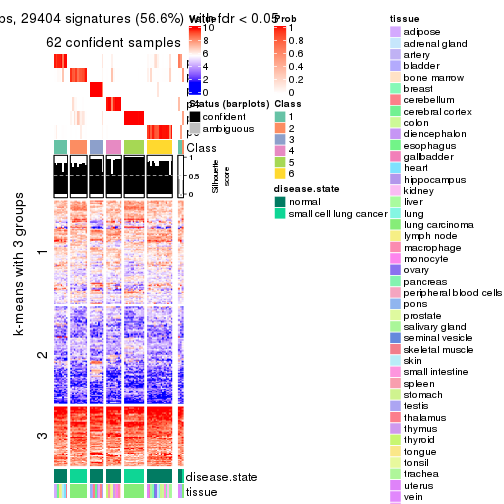 ps, 29404 signatures (56.6%) with fdr < 0.05
62 confident samples
Value
10
8
6
4
2
0
Prob
1
0.8
0.6
0.4
0.2
0
Status (barplots)
confident
ambiguous
Class
1
2
3
4
5
6
disease.state
normal
small cell lung cancer
Class
1
0.5
0
Silhouette
score
k-means with 3 groups
1
2
3
disease.state
tissue
tissue
adipose
adrenal gland
artery
bladder
bone marrow
breast
cerebellum
cerebral cortex
colon
diencephalon
esophagus
gallbladder
heart
hippocampus
kidney
liver
lung
lung carcinoma
lymph node
macrophage
monocyte
ovary
pancreas
peripheral blood cells
pons
prostate
salivary gland
seminal vesicle
skeletal muscle
skin
small intestine
spleen
stomach
testis
thalamus
thymus
thyroid
tongue
tonsil
trachea
uterus
vein